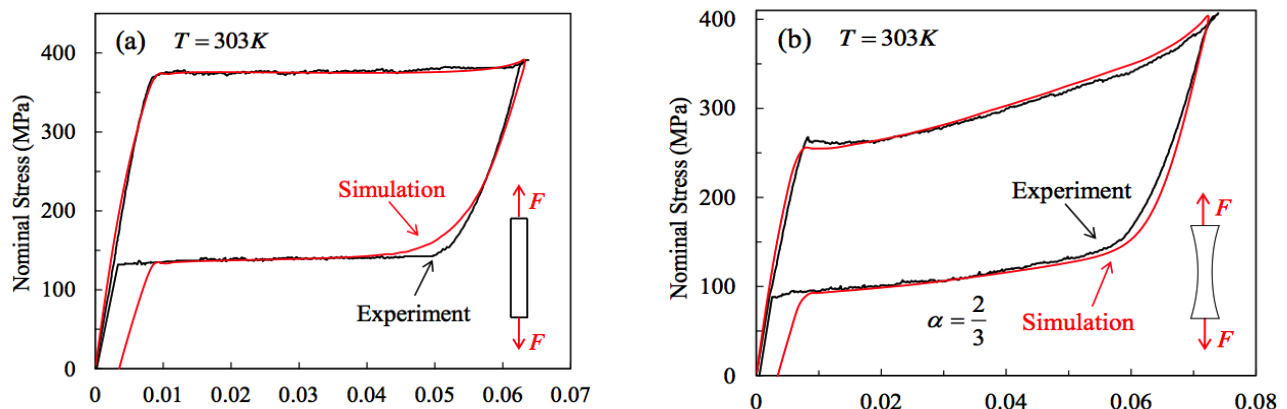 (a) T = 303K
Nominal Stress (MPa)
400
300
200
100
0
0 0.01 0.02 0.03 0.04 0.05 0.06 0.07
Simulation
Experiment
F
F
(b) T = 303K
Nominal Stress (MPa)
400
300
200
100
0
0 0.02 0.04 0.06 0.08
Experiment
Simulation
α = 2/3
F
F